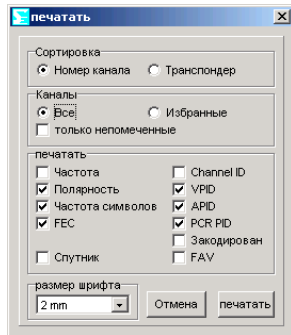 печатать
Сортировка
Номер канала Транспондер
Каналы
Все Избранные
только непомеченные
печатать
Частота Channel ID
Полярность VPID
Частота символов APID
FEC PCR PID
Закодирован
Спутник FAV
размер шрифта
2 mm Отмена печатать